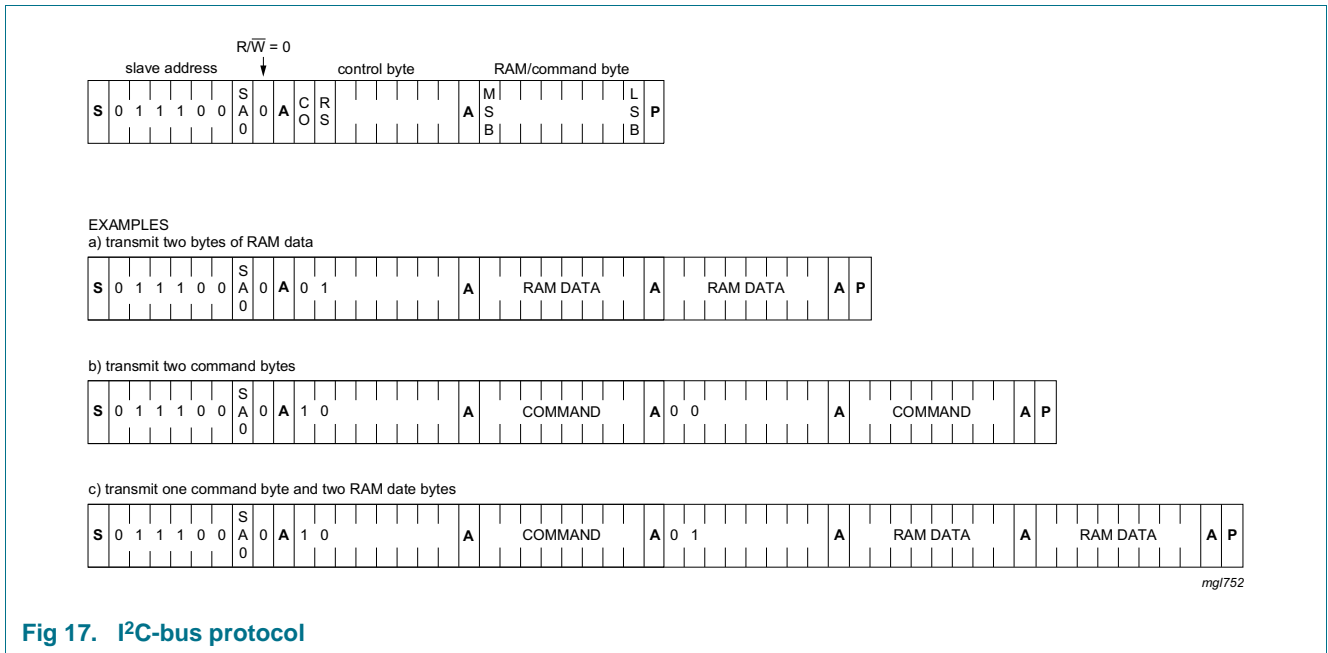 R/W = 0
slave address control byte RAM/command byte
S 0 1 1 1 0 0 SA0 0 A CO RS A MSB LSB P
EXAMPLES
a) transmit two bytes of RAM data
S 0 1 1 1 0 0 SA0 0 A 0 1 A RAM DATA A RAM DATA A P
b) transmit two command bytes
S 0 1 1 1 0 0 SA0 0 A 1 0 A COMMAND A 0 0 A COMMAND A P
c) transmit one command byte and two RAM date bytes
S 0 1 1 1 0 0 SA0 0 A 1 0 A COMMAND A 0 1 A RAM DATA A RAM DATA A P
mgl752
Fig 17. I²C-bus protocol